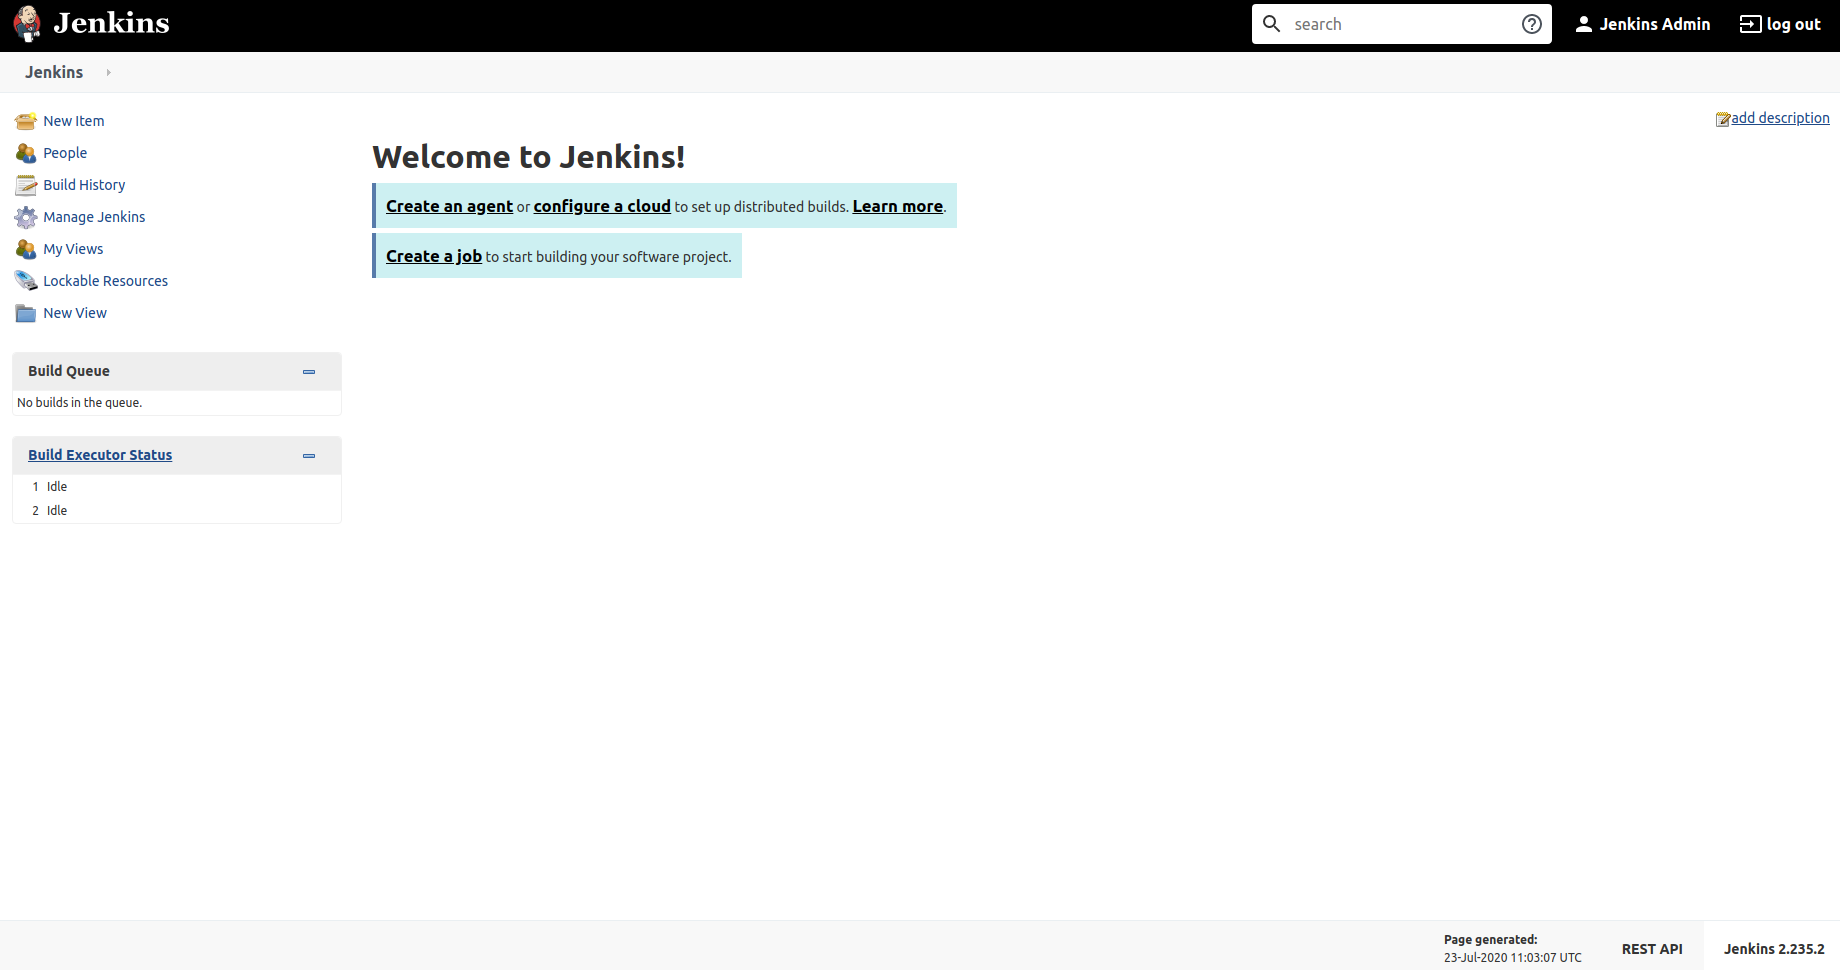 Jenkins
search
Jenkins Admin
log out
Jenkins
New Item
People
Build History
Manage Jenkins
My Views
Lockable Resources
New View
Build Queue
No builds in the queue.
Build Executor Status
1 Idle
2 Idle
add description
Welcome to Jenkins!
Create an agent or configure a cloud to set up distributed builds. Learn more.
Create a job to start building your software project.
Page generated:
23-Jul-2020 11:03:07 UTC
REST API
Jenkins 2.235.2